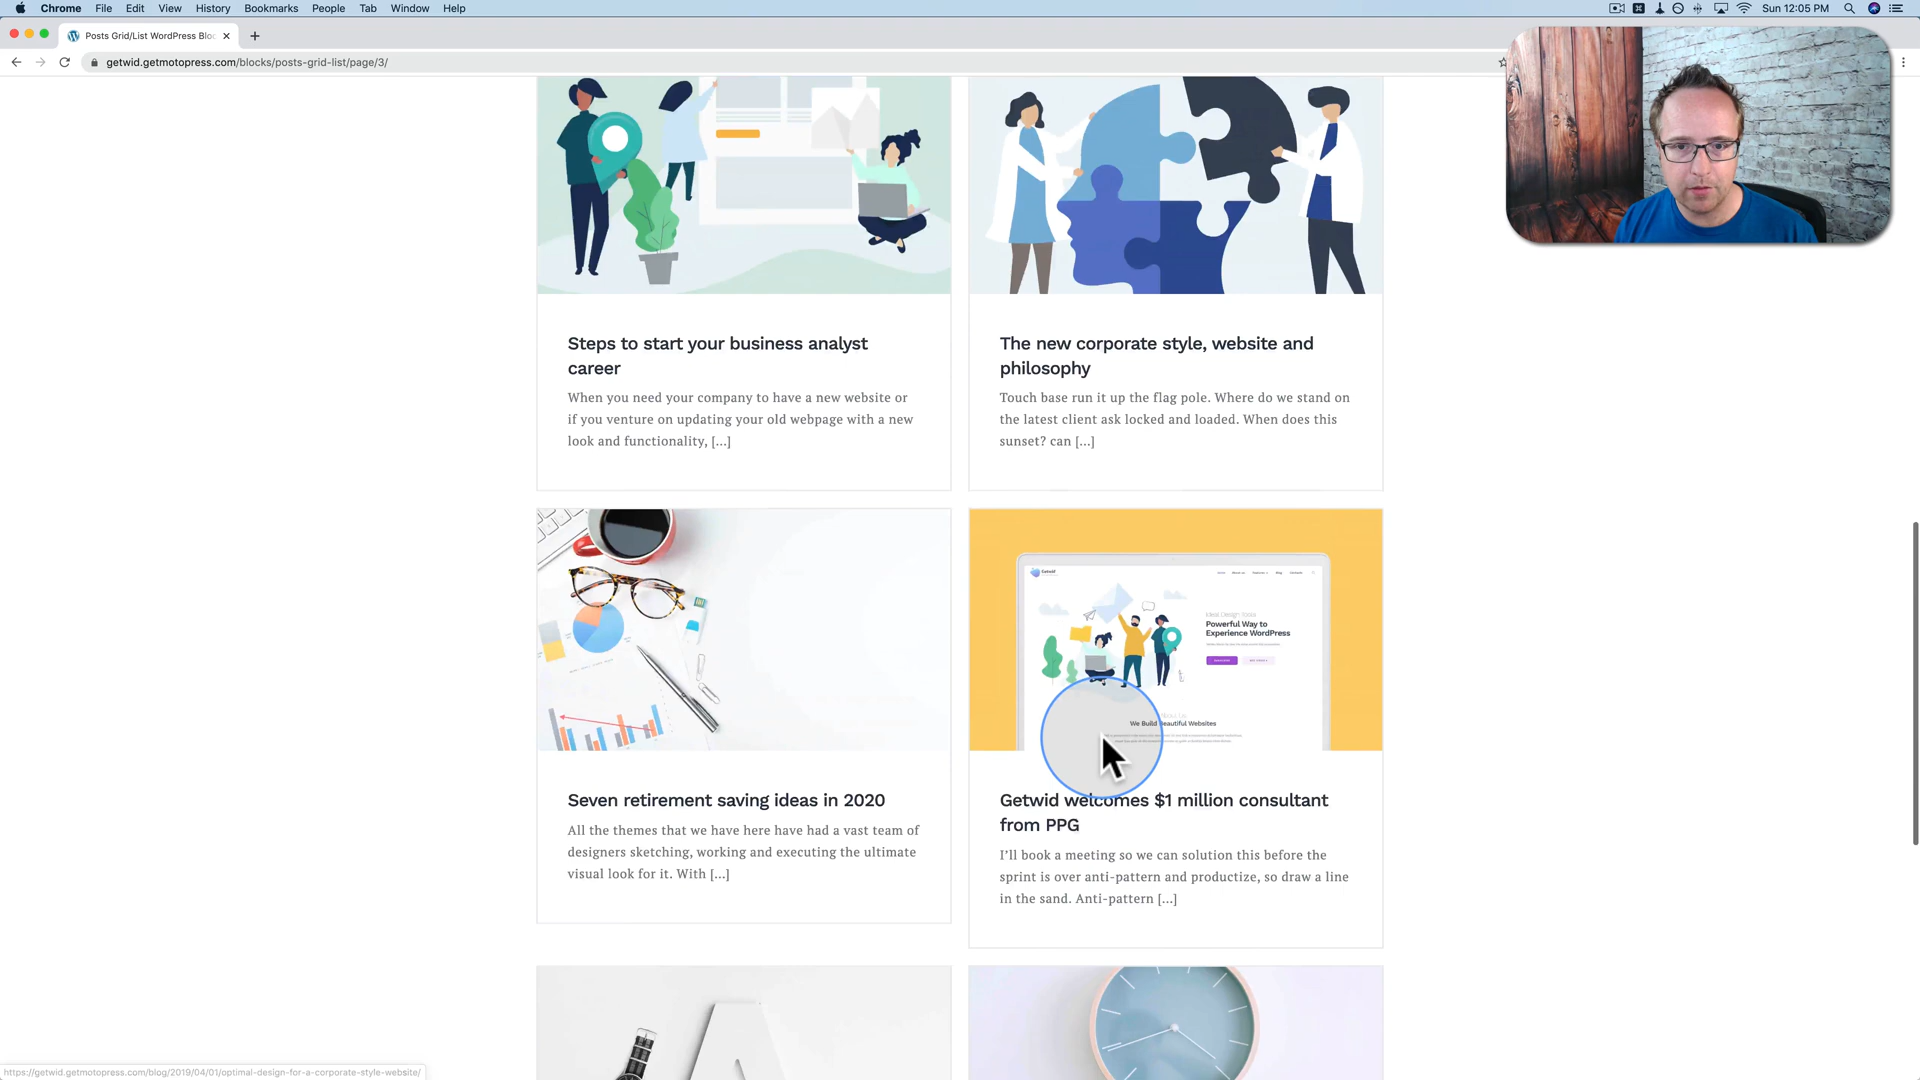 Chrome File Edit View History Bookmarks People Tab Window Help
Sun 12:05 PM
Posts Grid/List WordPress Bloc
getwid.getmotopress.com/blocks/posts-grid-list/page/3/
Steps to start your business analyst
career
When you need your company to have a new website or
if you venture on updating your old webpage with a new
look and functionality, [...]
The new corporate style, website and
philosophy
Touch base run it up the flag pole. Where do we stand on
the latest client ask locked and loaded. When does this
sunset? can [...]
Getwid
Ideal Design Tools
Powerful Way to
Experience WordPress
We Build Beautiful Websites
Seven retirement saving ideas in 2020
All the themes that we have here have had a vast team of
designers sketching, working and executing the ultimate
visual look for it. With [...]
Getwid welcomes $1 million consultant
from PPG
I'll book a meeting so we can solution this before the
sprint is over anti-pattern and productize, so draw a line
in the sand. Anti-pattern [...]
https://getwid.getmotopress.com/blog/2019/04/01/optimal-design-for-a-corporate-style-website/